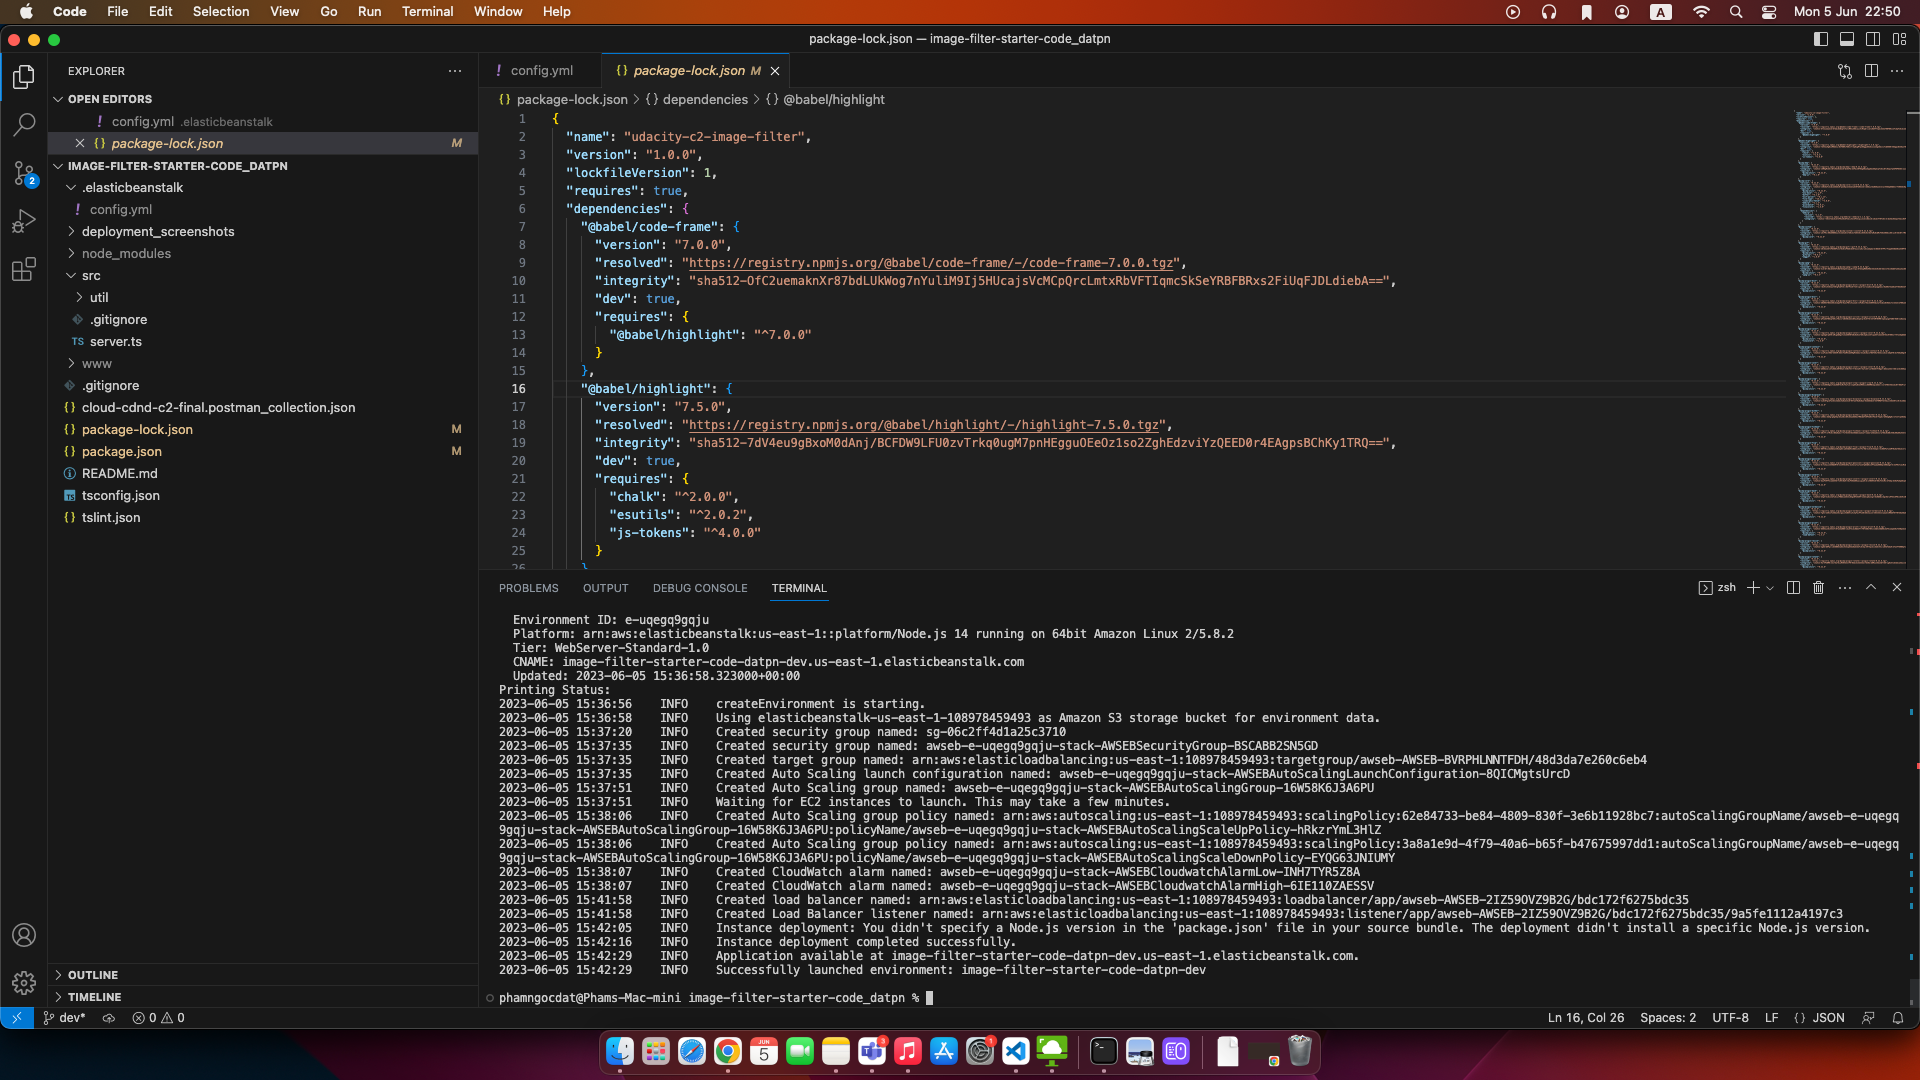 Code File Edit Selection View Go Run Terminal Window Help
A Mon 5 Jun 22:50
package-lock.json — image-filter-starter-code_datpn
EXPLORER
OPEN EDITORS
! config.yml .elasticbeanstalk
{} package-lock.json M
IMAGE-FILTER-STARTER-CODE_DATPN
.elasticbeanstalk
! config.yml
deployment_screenshots
node_modules
src
util
.gitignore
TS server.ts
www
.gitignore
{} cloud-cdnd-c2-final.postman_collection.json
{} package-lock.json M
{} package.json M
README.md
tsconfig.json
{} tslint.json
OUTLINE
TIMELINE
! config.yml
{} package-lock.json M
{} package-lock.json > {} dependencies > {} @babel/highlight
1 {
2 "name": "udacity-c2-image-filter",
3 "version": "1.0.0",
4 "lockfileVersion": 1,
5 "requires": true,
6 "dependencies": {
7 "@babel/code-frame": {
8 "version": "7.0.0",
9 "resolved": "https://registry.npmjs.org/@babel/code-frame/-/code-frame-7.0.0.tgz",
10 "integrity": "sha512-OfC2uemaknXr87bdLUkWog7nYuliM9Ij5HUcajsVcMCpQrcLmtxRbVFTIqmcSkSeYRBFBRxs2FiUqFJDLdiebA==",
11 "dev": true,
12 "requires": {
13 "@babel/highlight": "^7.0.0"
14 }
15 },
16 "@babel/highlight": {
17 "version": "7.5.0",
18 "resolved": "https://registry.npmjs.org/@babel/highlight/-/highlight-7.5.0.tgz",
19 "integrity": "sha512-7dV4eu9gBxoM0dAnj/BCFDW9LFU0zvTrkq0ugM7pnHEgguOEeOz1so2ZghEdzviYzQEED0r4EAgpsBChKy1TRQ==",
20 "dev": true,
21 "requires": {
22 "chalk": "^2.0.0",
23 "esutils": "^2.0.2",
24 "js-tokens": "^4.0.0"
25 }
26 }
PROBLEMS OUTPUT DEBUG CONSOLE TERMINAL
zsh
Environment ID: e-uqegq9gqju
Platform: arn:aws:elasticbeanstalk:us-east-1::platform/Node.js 14 running on 64bit Amazon Linux 2/5.8.2
Tier: WebServer-Standard-1.0
CNAME: image-filter-starter-code-datpn-dev.us-east-1.elasticbeanstalk.com
Updated: 2023-06-05 15:36:58.323000+00:00
Printing Status:
2023-06-05 15:36:56 INFO createEnvironment is starting.
2023-06-05 15:36:58 INFO Using elasticbeanstalk-us-east-1-108978459493 as Amazon S3 storage bucket for environment data.
2023-06-05 15:37:20 INFO Created security group named: sg-06c2ff4d1a25c3710
2023-06-05 15:37:35 INFO Created security group named: awseb-e-uqegq9gqju-stack-AWSEBSecurityGroup-BSCABB2SN5GD
2023-06-05 15:37:35 INFO Created target group named: arn:aws:elasticloadbalancing:us-east-1:108978459493:targetgroup/awseb-AWSEB-BVRPHLNNTFDH/48d3da7e260c6eb4
2023-06-05 15:37:35 INFO Created Auto Scaling launch configuration named: awseb-e-uqegq9gqju-stack-AWSEBAutoScalingLaunchConfiguration-8QICMgtsUrcD
2023-06-05 15:37:51 INFO Created Auto Scaling group named: awseb-e-uqegq9gqju-stack-AWSEBAutoScalingGroup-16W58K6J3A6PU
2023-06-05 15:37:51 INFO Waiting for EC2 instances to launch. This may take a few minutes.
2023-06-05 15:38:06 INFO Created Auto Scaling group policy named: arn:aws:autoscaling:us-east-1:108978459493:scalingPolicy:62e84733-be84-4809-830f-3e6b11928bc7:autoScalingGroupName/awseb-e-uqegq
9gqju-stack-AWSEBAutoScalingGroup-16W58K6J3A6PU:policyName/awseb-e-uqegq9gqju-stack-AWSEBAutoScalingScaleUpPolicy-hRkzrYmL3HlZ
2023-06-05 15:38:06 INFO Created Auto Scaling group policy named: arn:aws:autoscaling:us-east-1:108978459493:scalingPolicy:3a8a1e9d-4f79-40a6-b65f-b47675997dd1:autoScalingGroupName/awseb-e-uqegq
9gqju-stack-AWSEBAutoScalingGroup-16W58K6J3A6PU:policyName/awseb-e-uqegq9gqju-stack-AWSEBAutoScalingScaleDownPolicy-EYQG63JNIUMY
2023-06-05 15:38:07 INFO Created CloudWatch alarm named: awseb-e-uqegq9gqju-stack-AWSEBCloudwatchAlarmLow-INH7TYR5Z8A
2023-06-05 15:38:07 INFO Created CloudWatch alarm named: awseb-e-uqegq9gqju-stack-AWSEBCloudwatchAlarmHigh-6IE110ZAESSV
2023-06-05 15:41:58 INFO Created load balancer named: arn:aws:elasticloadbalancing:us-east-1:108978459493:loadbalancer/app/awseb-AWSEB-2IZ59OVZ9B2G/bdc172f6275bdc35
2023-06-05 15:41:58 INFO Created Load Balancer listener named: arn:aws:elasticloadbalancing:us-east-1:108978459493:listener/app/awseb-AWSEB-2IZ59OVZ9B2G/bdc172f6275bdc35/9a5fe1112a4197c3
2023-06-05 15:42:05 INFO Instance deployment: You didn't specify a Node.js version in the 'package.json' file in your source bundle. The deployment didn't install a specific Node.js version.
2023-06-05 15:42:16 INFO Instance deployment completed successfully.
2023-06-05 15:42:29 INFO Application available at image-filter-starter-code-datpn-dev.us-east-1.elasticbeanstalk.com.
2023-06-05 15:42:29 INFO Successfully launched environment: image-filter-starter-code-datpn-dev
phamngocdat@Phams-Mac-mini image-filter-starter-code_datpn %
dev* 0 0 Ln 16, Col 26 Spaces: 2 UTF-8 LF {} JSON
JUN
5